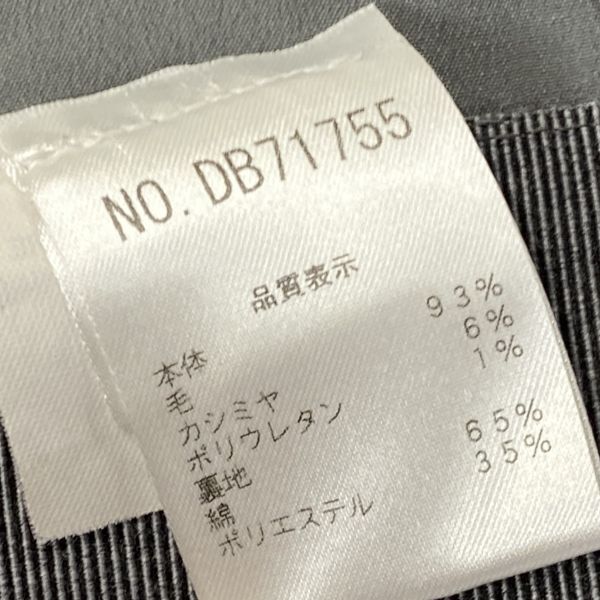 NO. DB71755
品質表示
本体
毛 93%
カシミヤ 6%
ポリウレタン 1%
裏地
綿 65%
ポリエステル 35%